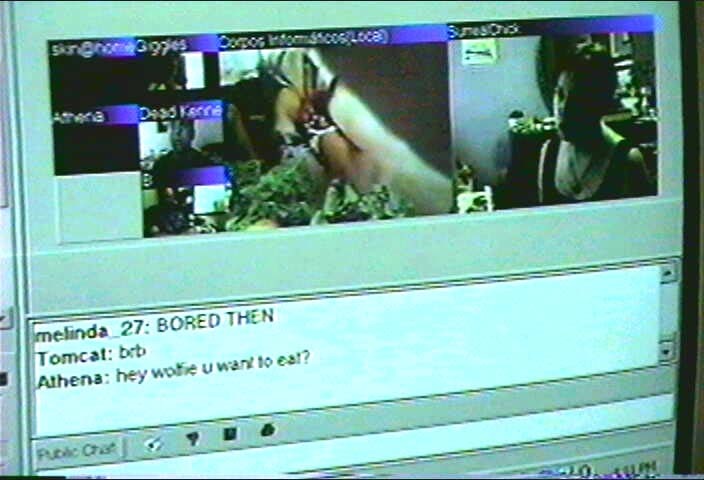 skin@home Giggles Corpos Informáticos(Local) SurrealChick
Athena Dead Kenne
melinda_27: BORED THEN
Tomcat: brb
Athena: hey wolfie u want to eat?
Public Chat